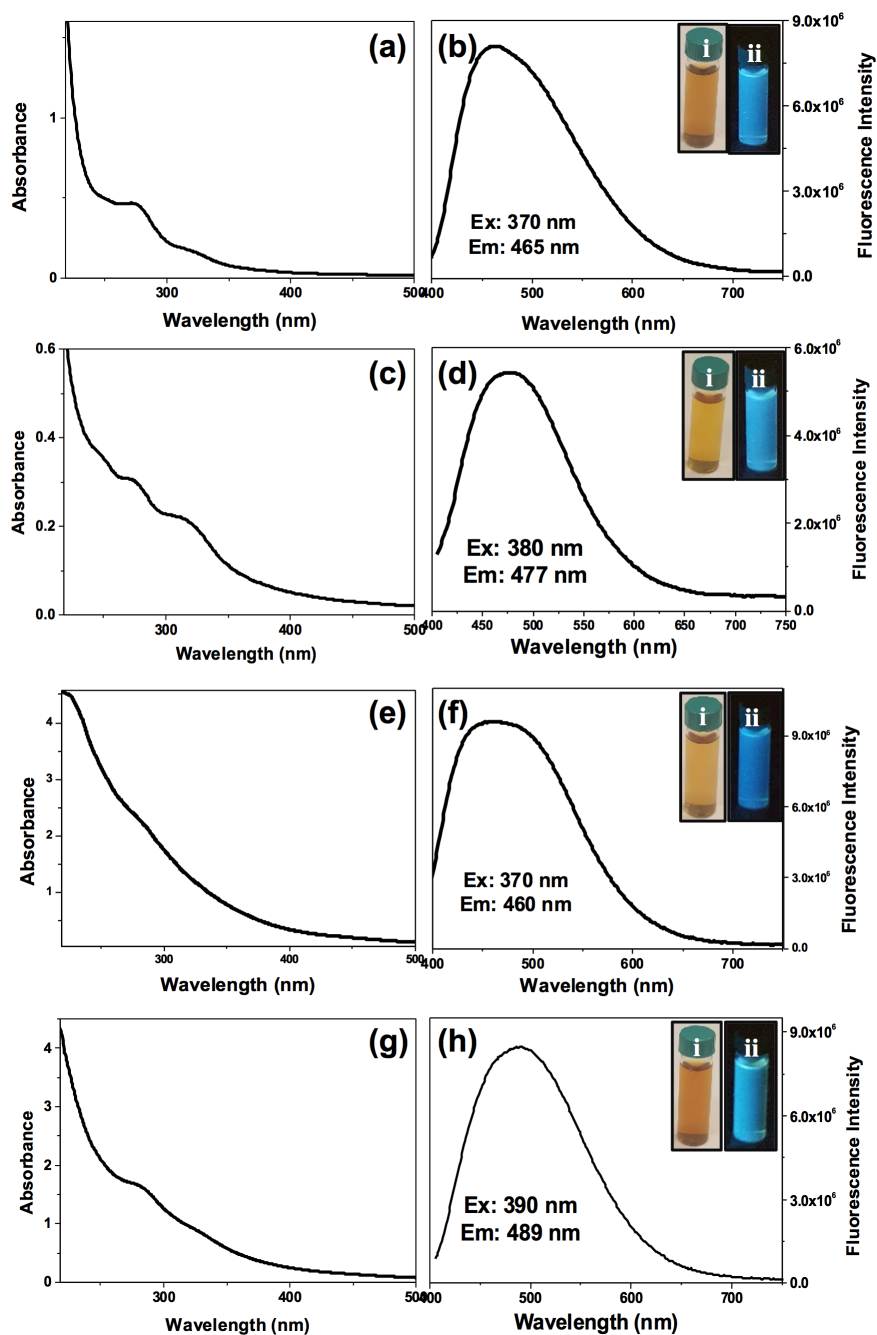 (a)
Absorbance
1
0
300
400
500
Wavelength (nm)
(b)
i
ii
Ex: 370 nm
Em: 465 nm
9.0x10⁶
6.0x10⁶
3.0x10⁶
0.0
Fluorescence Intensity
400
500
600
700
Wavelength (nm)
(c)
Absorbance
0.6
0.4
0.2
0.0
300
400
500
Wavelength (nm)
(d)
i
ii
Ex: 380 nm
Em: 477 nm
6.0x10⁶
4.0x10⁶
2.0x10⁶
0.0
Fluorescence Intensity
400
450
500
550
600
650
700
750
Wavelength (nm)
(e)
Absorbance
4
3
2
1
300
400
500
Wavelength (nm)
(f)
i
ii
Ex: 370 nm
Em: 460 nm
9.0x10⁶
6.0x10⁶
3.0x10⁶
0.0
Fluorescence Intensity
400
500
600
700
Wavelength (nm)
(g)
Absorbance
4
3
2
1
0
300
400
500
Wavelength (nm)
(h)
i
ii
Ex: 390 nm
Em: 489 nm
9.0x10⁶
6.0x10⁶
3.0x10⁶
0.0
Fluorescence Intensity
400
500
600
700
Wavelength (nm)